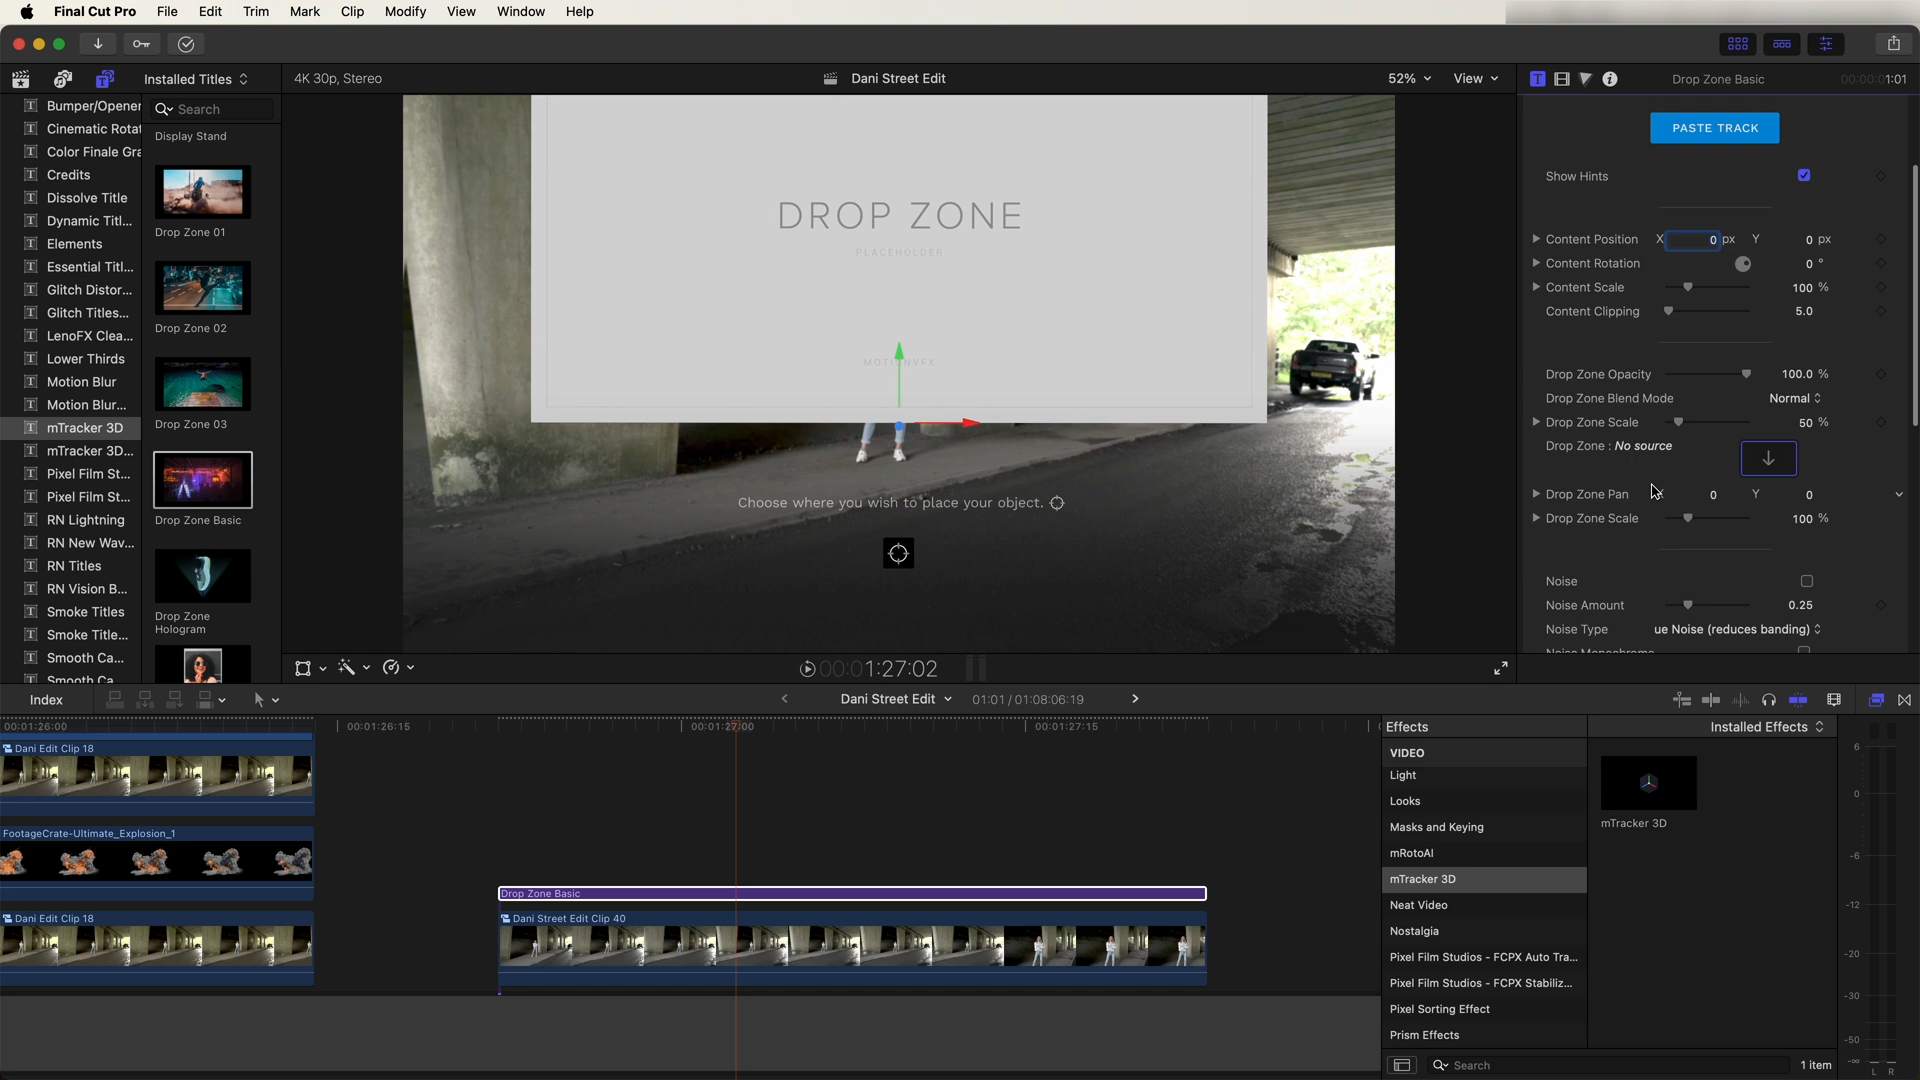 Final Cut Pro File Edit Trim Mark Clip Modify View Window Help
Installed Titles
4K 30p, Stereo
Dani Street Edit
52%
View
Drop Zone Basic
00:00:01:01
Bumper/Opener
Cinematic Rotat
Color Finale Gra
Credits
Dissolve Title
Dynamic Titl...
Elements
Essential Titl...
Glitch Distor...
Glitch Titles...
LenoFX Clea...
Lower Thirds
Motion Blur
Motion Blur...
mTracker 3D
mTracker 3D...
Pixel Film St...
Pixel Film St...
RN Lightning
RN New Wav...
RN Titles
RN Vision B...
Smoke Titles
Smoke Title...
Smooth Ca...
Smooth Ca
Search
Display Stand
Drop Zone 01
Drop Zone 02
Drop Zone 03
Drop Zone Basic
Drop Zone
Hologram
DROP ZONE
PLACEHOLDER
MOTIONVFX
Choose where you wish to place your object.
PASTE TRACK
Show Hints
Content Position X 0 px Y 0 px
Content Rotation 0 °
Content Scale 100 %
Content Clipping 5.0
Drop Zone Opacity 100.0 %
Drop Zone Blend Mode Normal
Drop Zone Scale 50 %
Drop Zone : No source
Drop Zone Pan X 0 Y 0
Drop Zone Scale 100 %
Noise
Noise Amount 0.25
Noise Type ue Noise (reduces banding)
Noise Monochrome
00:01:27:02
Index
Dani Street Edit
01:01 / 01:08:06:19
00:01:26:00
00:01:26:15
00:01:27:00
00:01:27:15
Dani Edit Clip 18
FootageCrate-Ultimate_Explosion_1
Dani Edit Clip 18
Drop Zone Basic
Dani Street Edit Clip 40
Effects
Installed Effects
VIDEO
Light
Looks
Masks and Keying
mRotoAI
mTracker 3D
Neat Video
Nostalgia
Pixel Film Studios - FCPX Auto Tra...
Pixel Film Studios - FCPX Stabiliz...
Pixel Sorting Effect
Prism Effects
mTracker 3D
Search
1 item
6
0
-6
-12
-20
-30
-50
-∞
L R